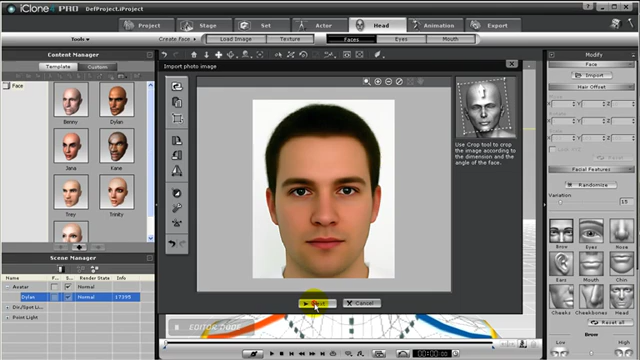 iClone4 PRO DefProject.iProject
Project Stage Set Actor Head Animation Export
Tools Create Face : Load Image Texture Faces Eyes Mouth
Content Manager
Template Custom
Face
Benny Dylan
Jana Kane
Trey Trinity
Scene Manager
Name F... S... Render State Info
Avatar Normal
Dylan Normal 17395
Point Light
Import photo image
Use Crop tool to crop
the image according to
the dimension and the
angle of the face.
Cancel
Modify
Face
Import
Hair Offset
X Y Z
X Y Z
Reset
Facial Features
Randomize
Variation 15
Brow Eyes Nose
Ears Mouth Chin
Cheeks Cheekbones Head
Reset all
Brow